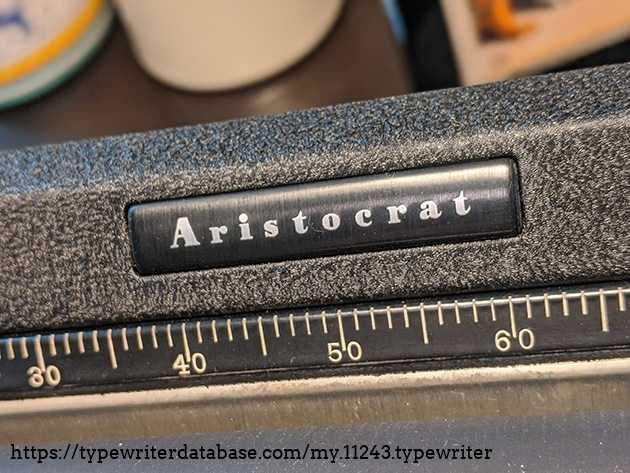 Aristocrat
30 40 50 60
https://typewriterdatabase.com/my.11243.typewriter